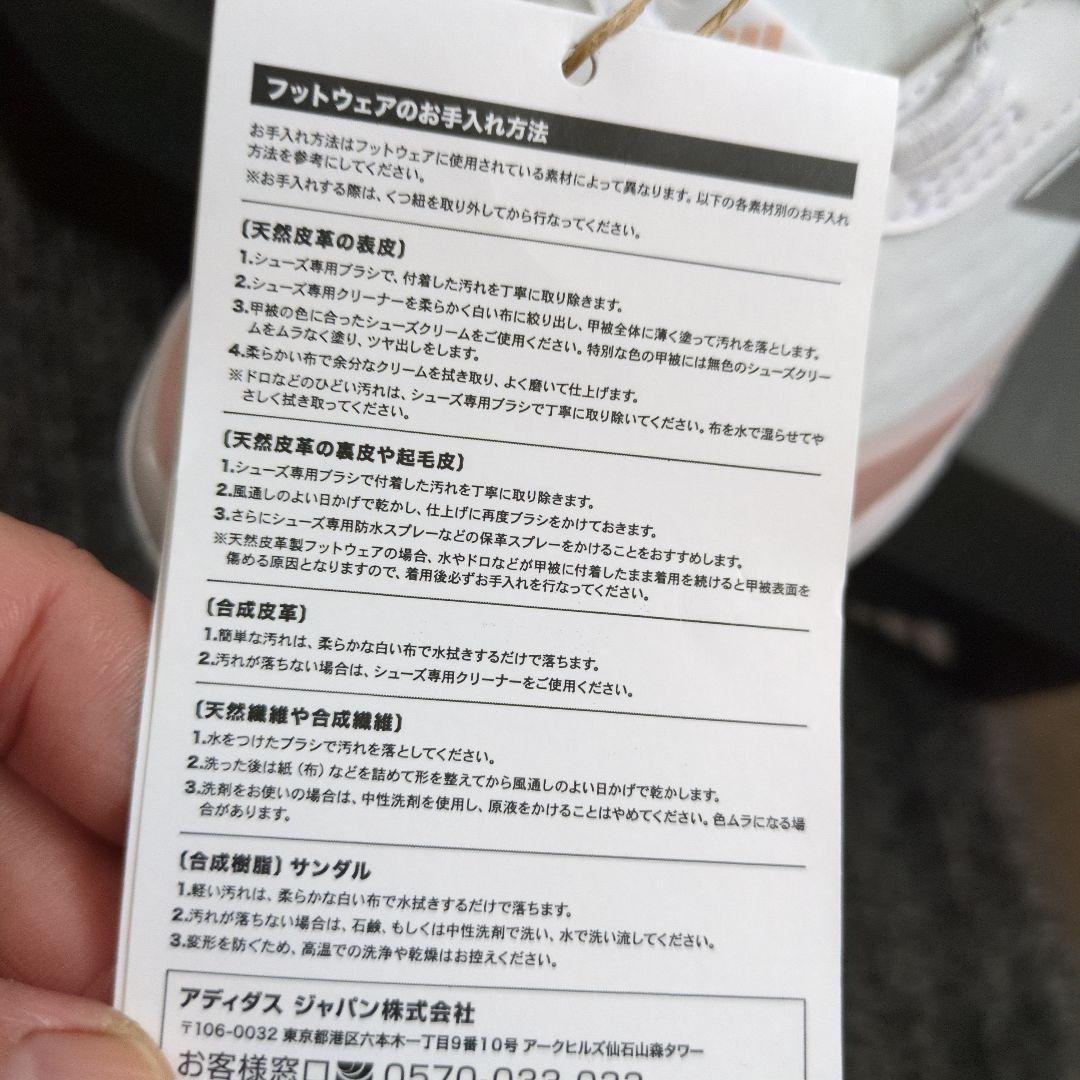 フットウェアのお手入れ方法
お手入れ方法はフットウェアに使用されている素材によって異なります。以下の各素材別のお手入れ
方法を参考にしてください。
※お手入れする際は、くつ紐を取り外してから行なってください。
〔天然皮革の表皮〕
1.シューズ専用ブラシで、付着した汚れを丁寧に取り除きます。
2.シューズ専用クリーナーを柔らかく白い布に絞り出し、甲被全体に薄く塗って汚れを落とします。
3.甲被の色に合ったシューズクリームをご使用ください。特別な色の甲被には無色のシューズクリー
ムをムラなく塗り、ツヤ出しをします。
4.柔らかい布で余分なクリームを拭き取り、よく磨いて仕上げます。
※ドロなどのひどい汚れは、シューズ専用ブラシで丁寧に取り除いてください。布を水で湿らせてや
さしく拭き取ってください。
〔天然皮革の裏皮や起毛皮〕
1.シューズ専用ブラシで付着した汚れを丁寧に取り除きます。
2.風通しのよい日かげで乾かし、仕上げに再度ブラシをかけておきます。
3.さらにシューズ専用防水スプレーなどの保革スプレーをかけることをおすすめします。
※天然皮革製フットウェアの場合、水やドロなどが甲被に付着したまま着用を続けると甲被表面を
傷める原因となりますので、着用後必ずお手入れを行なってください。
〔合成皮革〕
1.簡単な汚れは、柔らかな白い布で水拭きするだけで落ちます。
2.汚れが落ちない場合は、シューズ専用クリーナーをご使用ください。
〔天然繊維や合成繊維〕
1.水をつけたブラシで汚れを落としてください。
2.洗った後は紙（布）などを詰めて形を整えてから風通しのよい日かげで乾かします。
3.洗剤をお使いの場合は、中性洗剤を使用し、原液をかけることはやめてください。色ムラになる場
合があります。
〔合成樹脂〕サンダル
1.軽い汚れは、柔らかな白い布で水拭きするだけで落ちます。
2.汚れが落ちない場合は、石鹸、もしくは中性洗剤で洗い、水で洗い流してください。
3.変形を防ぐため、高温での洗浄や乾燥はお控えください。
アディダス ジャパン株式会社
〒106-0032 東京都港区六本木一丁目9番10号 アークヒルズ仙石山森タワー
お客様窓口 0570-033-033